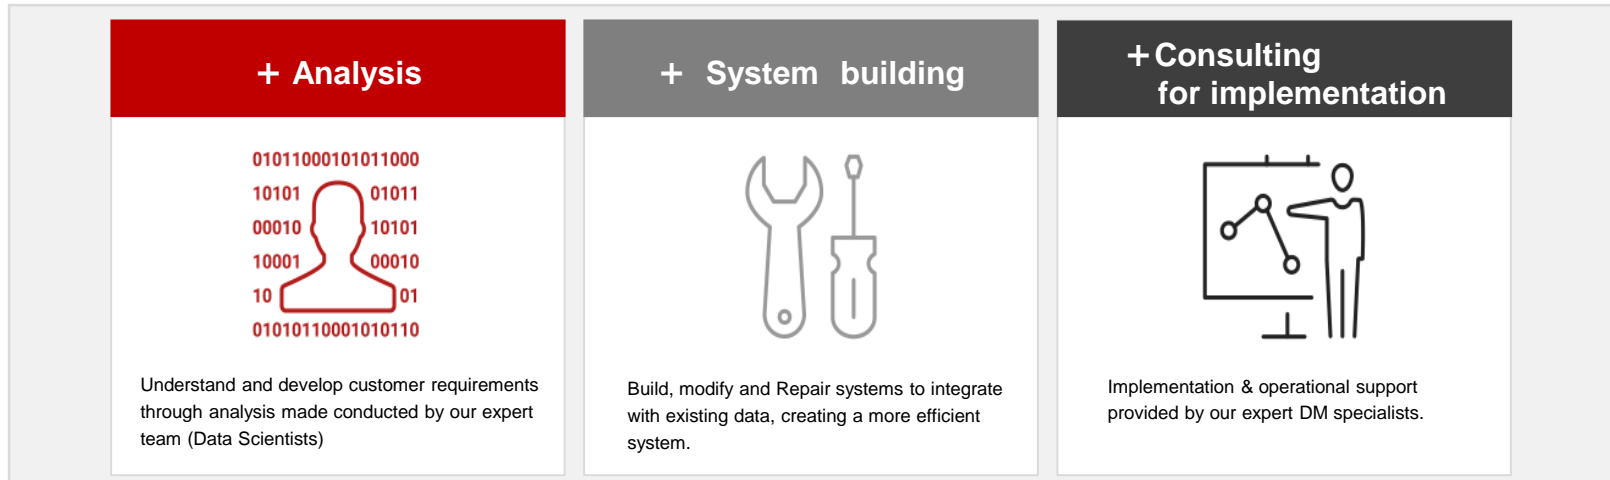 + Analysis
01011000101011000
10101 01011
00010 10101
10001 00010
10 01
01010110001010110
Understand and develop customer requirements
through analysis made conducted by our expert
team (Data Scientists)
+ System building
Build, modify and Repair systems to integrate
with existing data, creating a more efficient
system.
+Consulting
for implementation
Implementation & operational support
provided by our expert DM specialists.